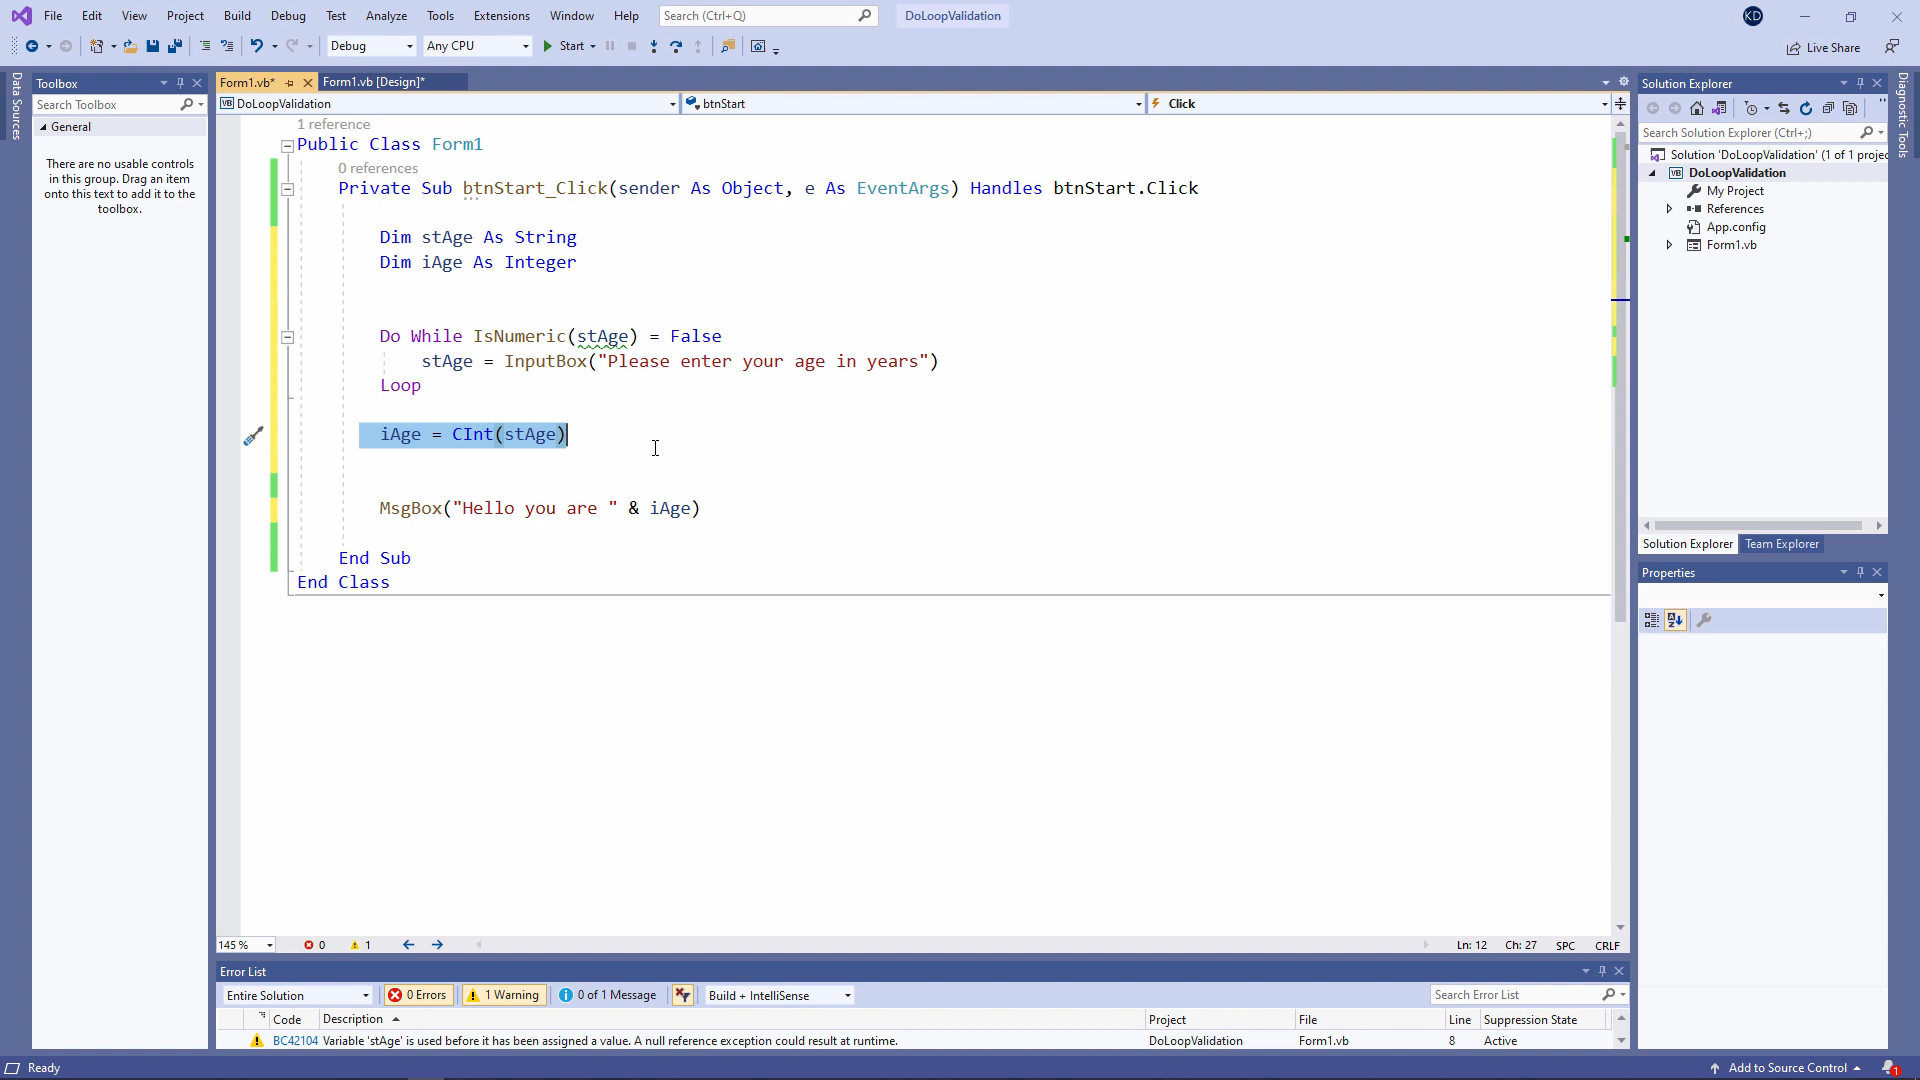 File Edit View Project Build Debug Test Analyze Tools Extensions Window Help Search (Ctrl+Q) DoLoopValidation KD
Debug Any CPU Start Live Share
Data Sources
Toolbox
Search Toolbox
General
There are no usable controls
in this group. Drag an item
onto this text to add it to the
toolbox.
Form1.vb* Form1.vb [Design]*
VB DoLoopValidation btnStart Click
1 reference
Public Class Form1
0 references
Private Sub btnStart_Click(sender As Object, e As EventArgs) Handles btnStart.Click
Dim stAge As String
Dim iAge As Integer
Do While IsNumeric(stAge) = False
stAge = InputBox("Please enter your age in years")
Loop
iAge = CInt(stAge)
MsgBox("Hello you are " & iAge)
End Sub
End Class
145 % 0 1 Ln: 12 Ch: 27 SPC CRLF
Error List
Entire Solution 0 Errors 1 Warning 0 of 1 Message Build + IntelliSense Search Error List
Code Description Project File Line Suppression State
BC42104 Variable 'stAge' is used before it has been assigned a value. A null reference exception could result at runtime. DoLoopValidation Form1.vb 8 Active
Solution Explorer
Search Solution Explorer (Ctrl+;)
Solution 'DoLoopValidation' (1 of 1 projec
VB DoLoopValidation
My Project
References
App.config
Form1.vb
Solution Explorer Team Explorer
Properties
Diagnostic Tools
Ready Add to Source Control 1